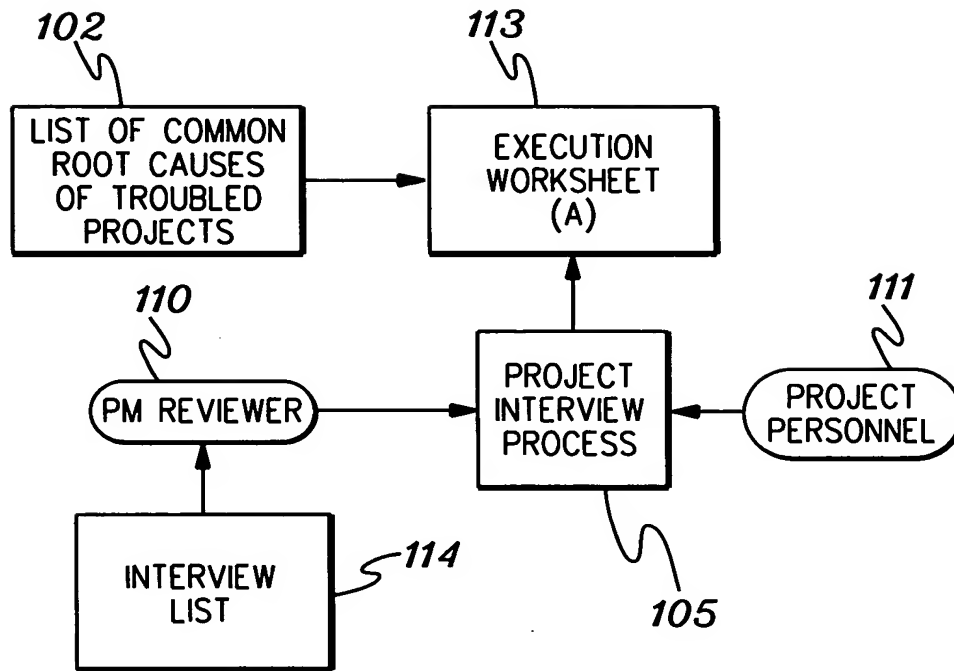 102
113
LIST OF COMMON
ROOT CAUSES
OF TROUBLED
PROJECTS
EXECUTION
WORKSHEET
(A)
110
111
PM REVIEWER
PROJECT
INTERVIEW
PROCESS
PROJECT
PERSONNEL
INTERVIEW
LIST
114
105